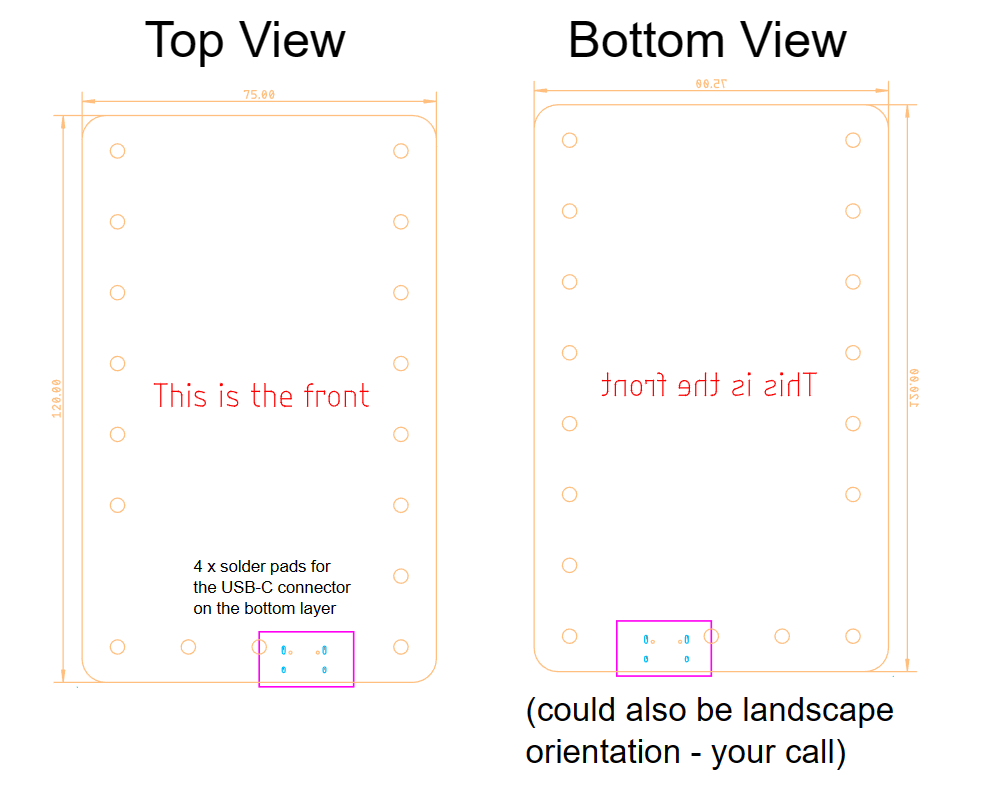 Top View
Bottom View
75.00
75.00
120.00
120.00
This is the front
This is the front
4 x solder pads for
the USB-C connector
on the bottom layer
(could also be landscape
orientation - your call)